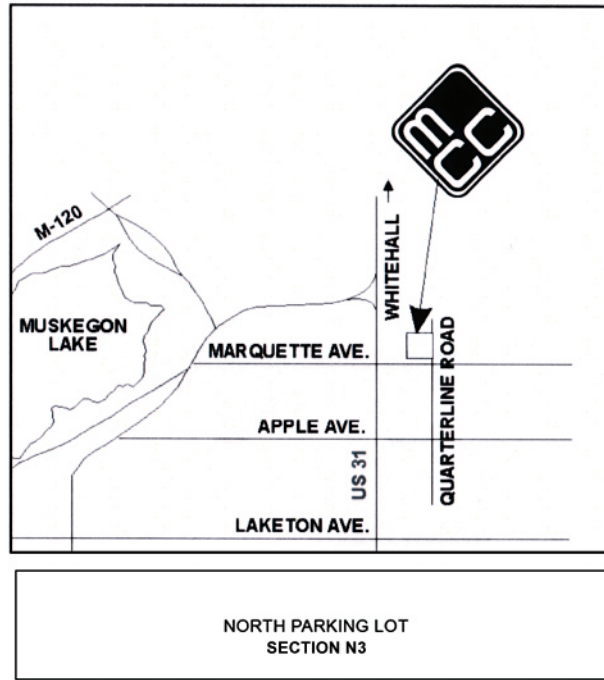 mCC
M-120
WHITEHALL →
MUSKEGON
LAKE
MARQUETTE AVE.
QUARTERLINE ROAD
APPLE AVE.
US 31
LAKETON AVE.
NORTH PARKING LOT
SECTION N3